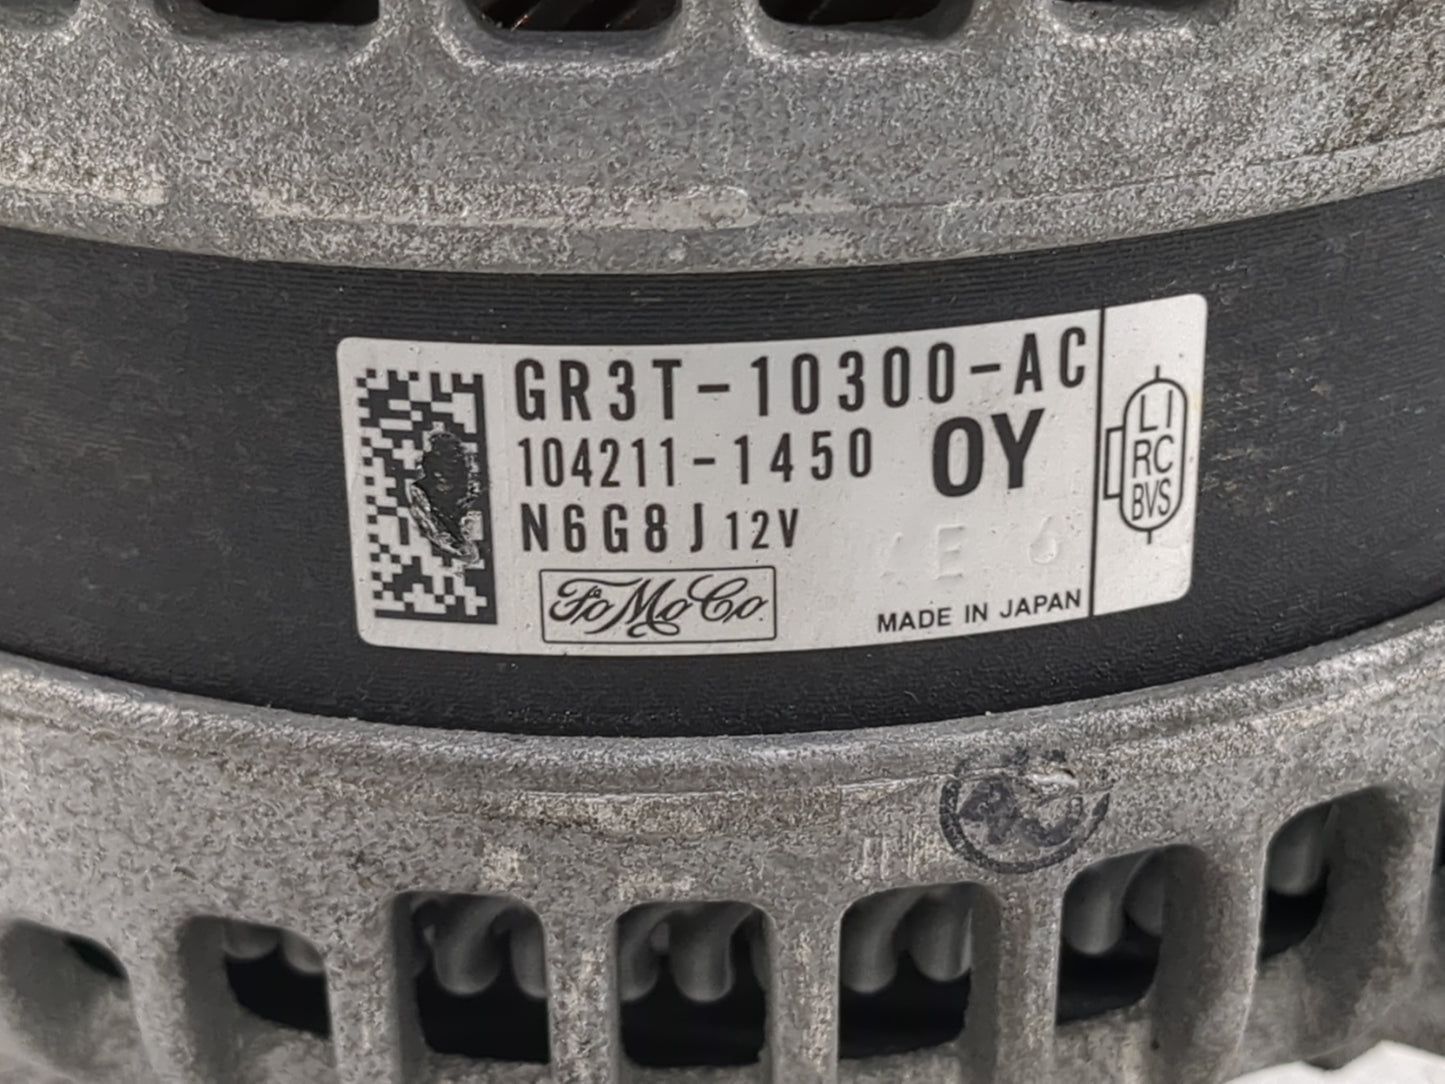 GR3T-10300-AC
104211-1450 OY
N6G8J 12V
FoMoCo
MADE IN JAPAN
LI
RC
BVS